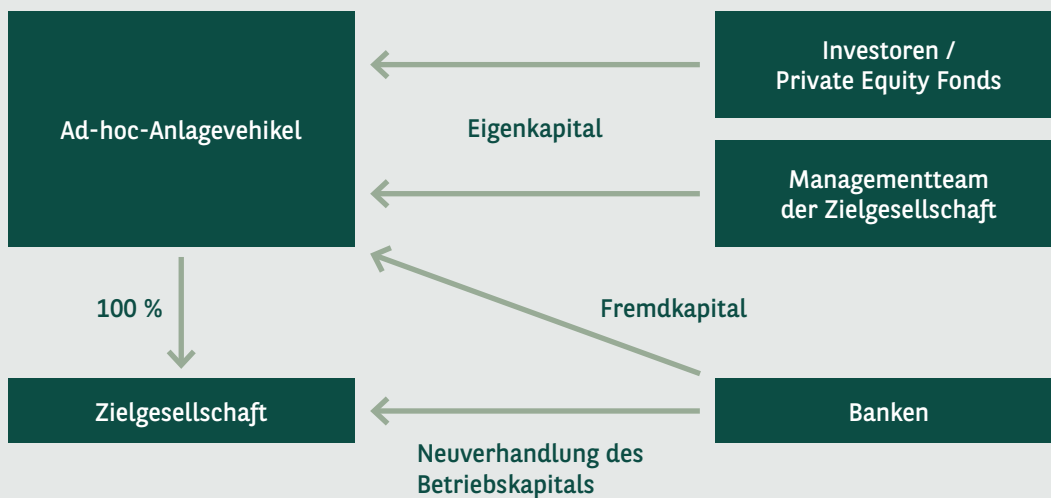 Ad-hoc-Anlagevehikel
Investoren /
Private Equity Fonds
Eigenkapital
Managementteam
der Zielgesellschaft
100 %
Fremdkapital
Zielgesellschaft
Banken
Neuverhandlung des
Betriebskapitals